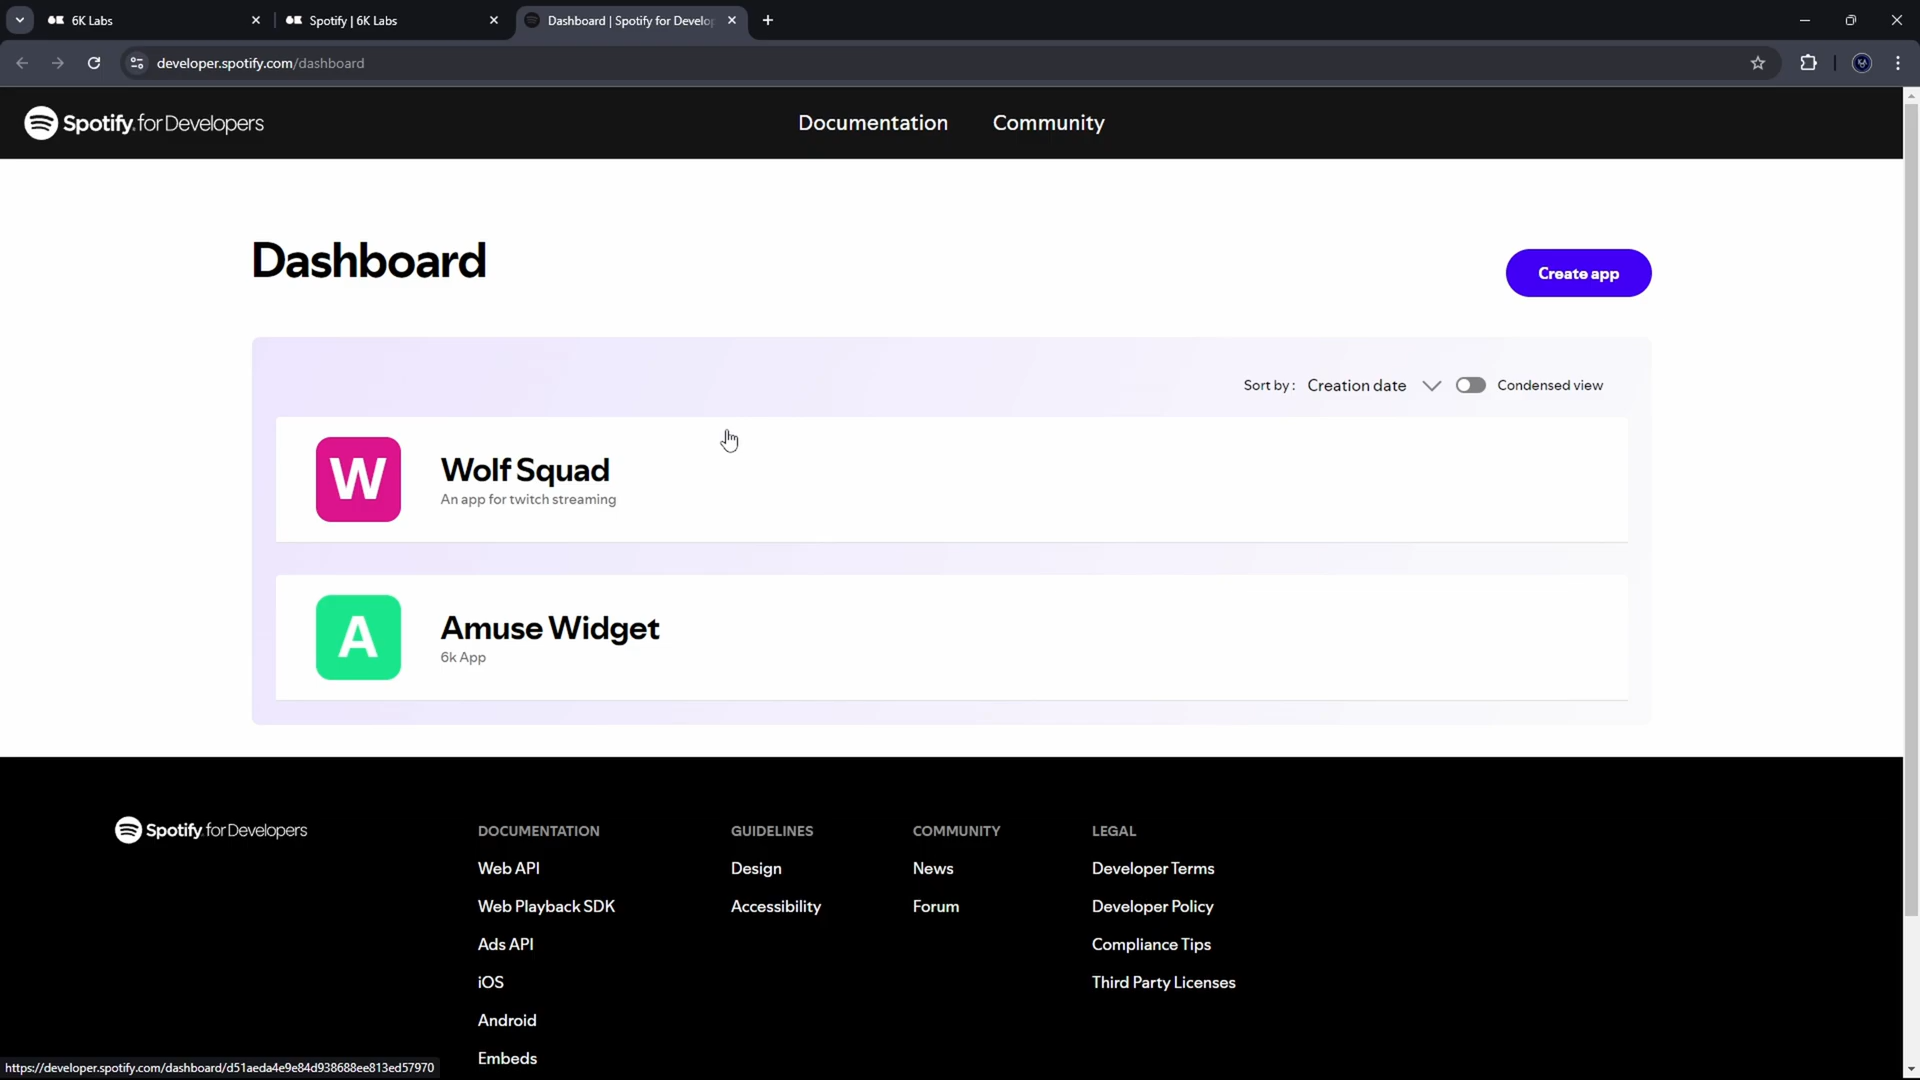 6K Labs
Spotify | 6K Labs
Dashboard | Spotify for Develop
developer.spotify.com/dashboard
Spotify for Developers
Documentation
Community
Dashboard
Create app
Sort by: Creation date
Condensed view
W
Wolf Squad
An app for twitch streaming
A
Amuse Widget
6k App
Spotify for Developers
DOCUMENTATION
Web API
Web Playback SDK
Ads API
iOS
Android
Embeds
GUIDELINES
Design
Accessibility
COMMUNITY
News
Forum
LEGAL
Developer Terms
Developer Policy
Compliance Tips
Third Party Licenses
https://developer.spotify.com/dashboard/d51aeda4e9e84d938688ee813ed57970